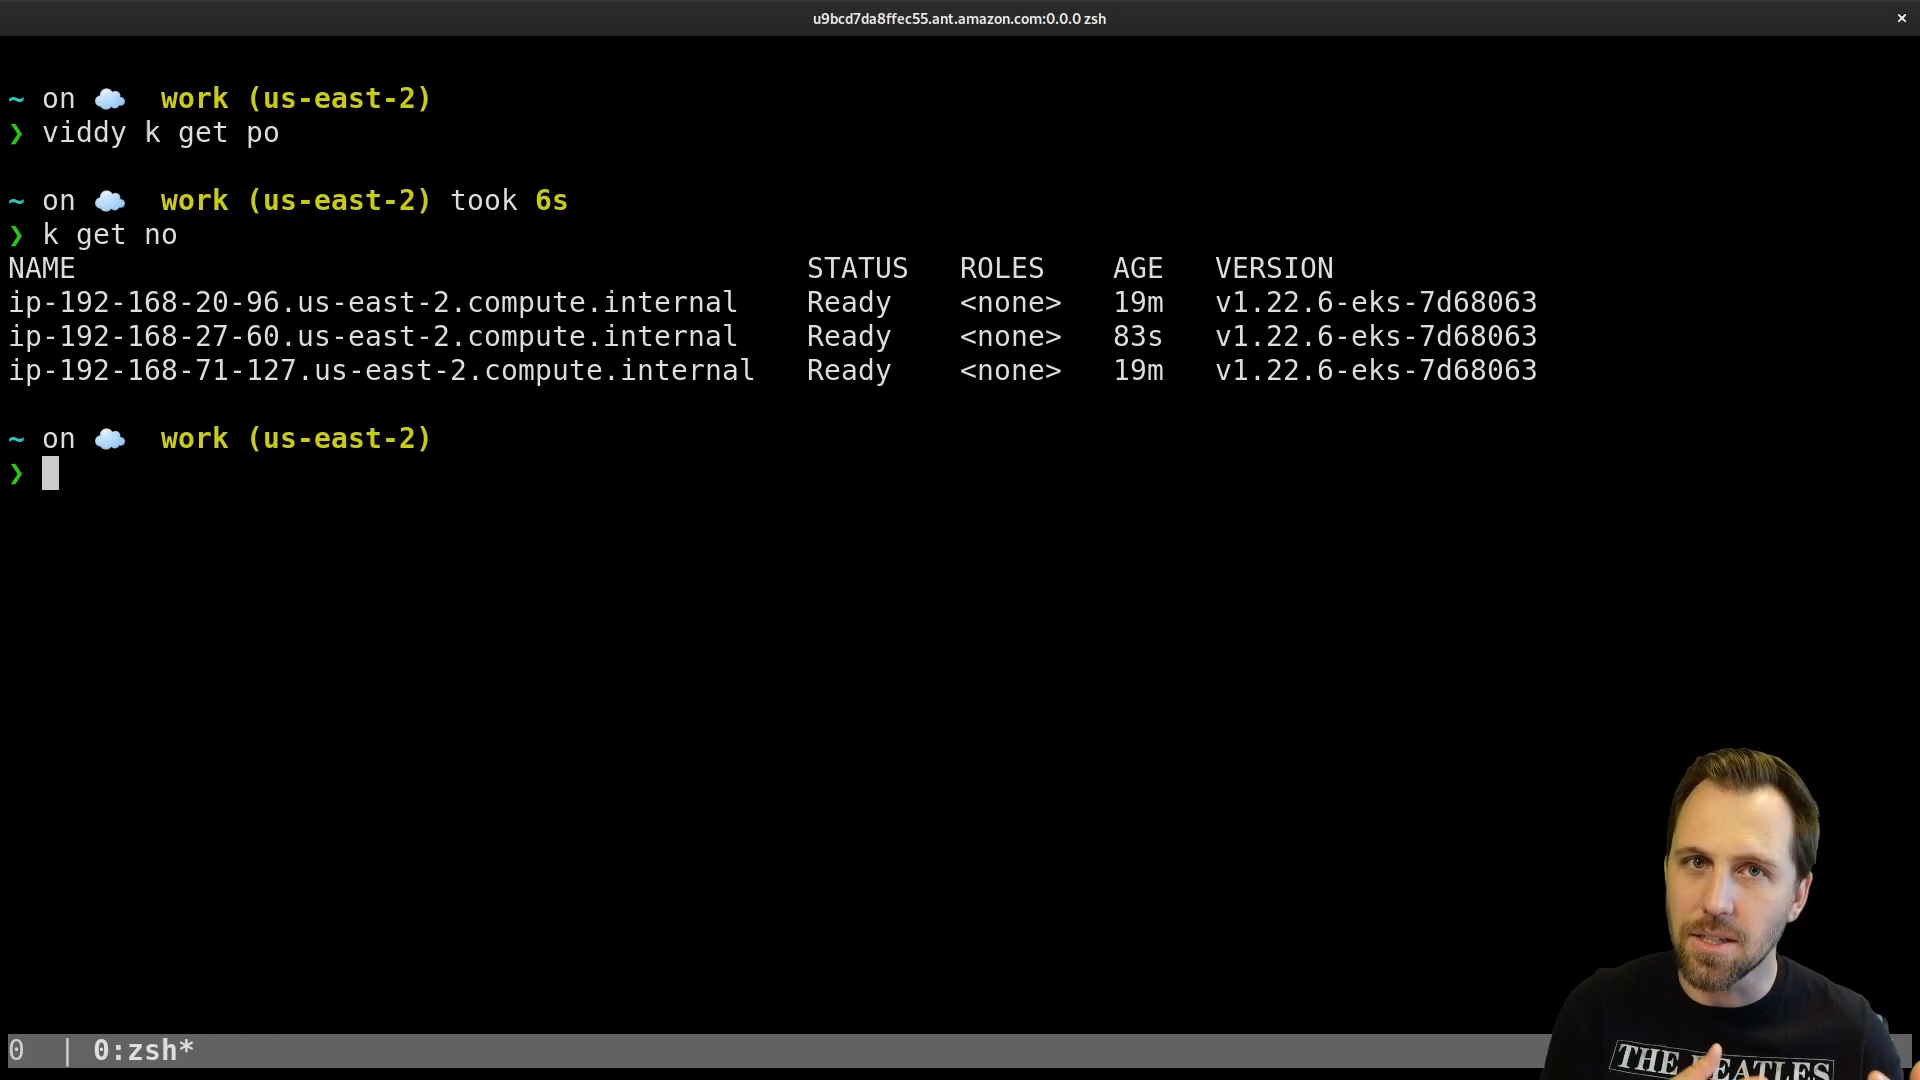 u9bcd7da8ffec55.ant.amazon.com:0.0.0 zsh ×
~ on ☁️ work (us-east-2)
❯ viddy k get po
~ on ☁️ work (us-east-2) took 6s
❯ k get no
NAME STATUS ROLES AGE VERSION
ip-192-168-20-96.us-east-2.compute.internal Ready <none> 19m v1.22.6-eks-7d68063
ip-192-168-27-60.us-east-2.compute.internal Ready <none> 83s v1.22.6-eks-7d68063
ip-192-168-71-127.us-east-2.compute.internal Ready <none> 19m v1.22.6-eks-7d68063
~ on ☁️ work (us-east-2)
❯
0 | 0:zsh*
THE BEATLES